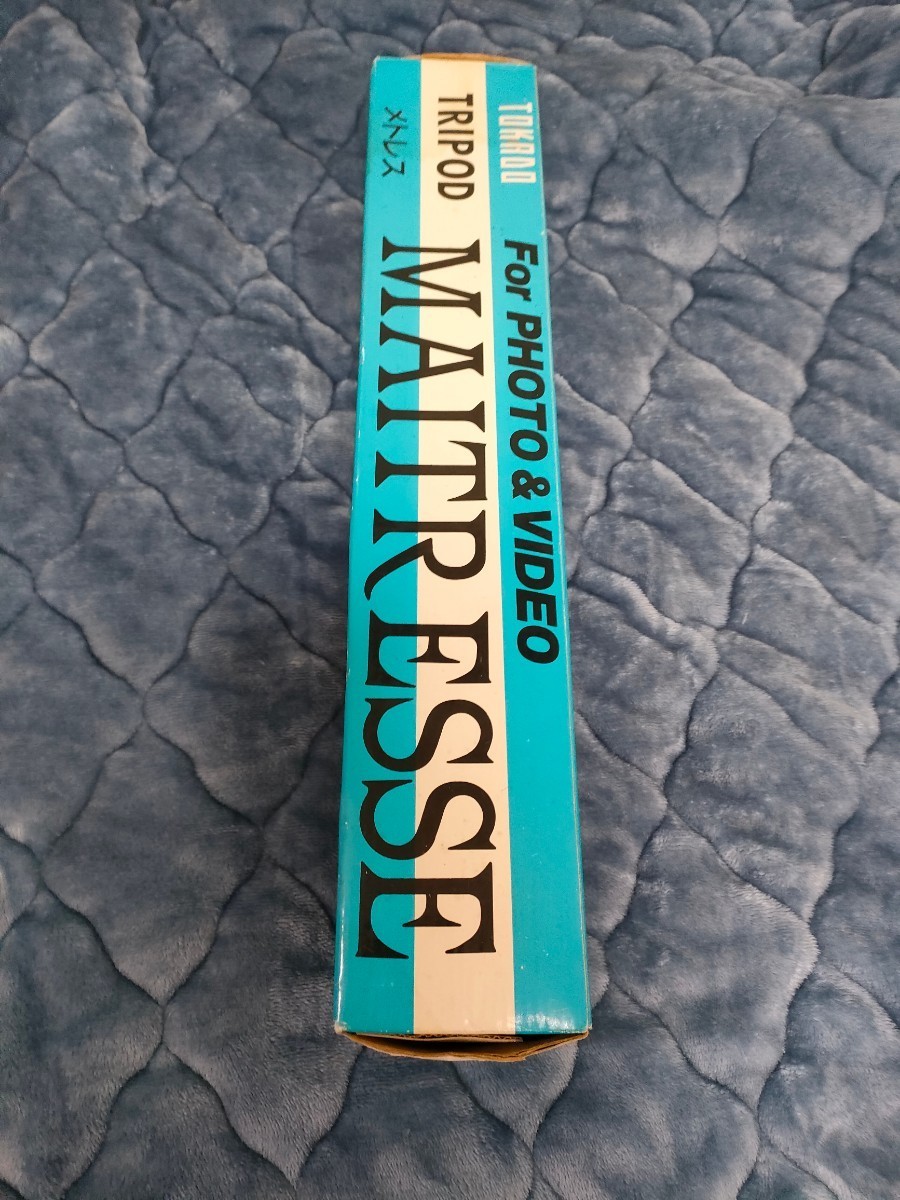 TOKADO
For PHOTO & VIDEO
TRIPOD
メトレス
MAITRESSE